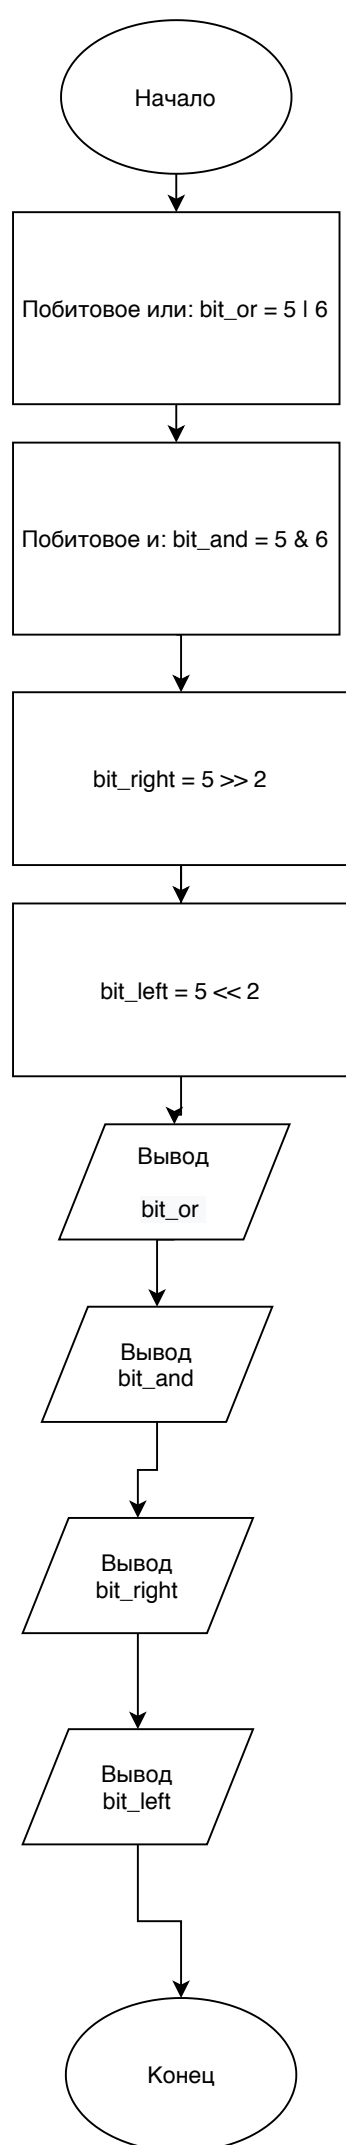 Начало
Побитовое или: bit_or = 5 | 6
Побитовое и: bit_and = 5 & 6
bit_right = 5 >> 2
bit_left = 5 << 2
Вывод
bit_or
Вывод
bit_and
Вывод
bit_right
Вывод
bit_left
Конец